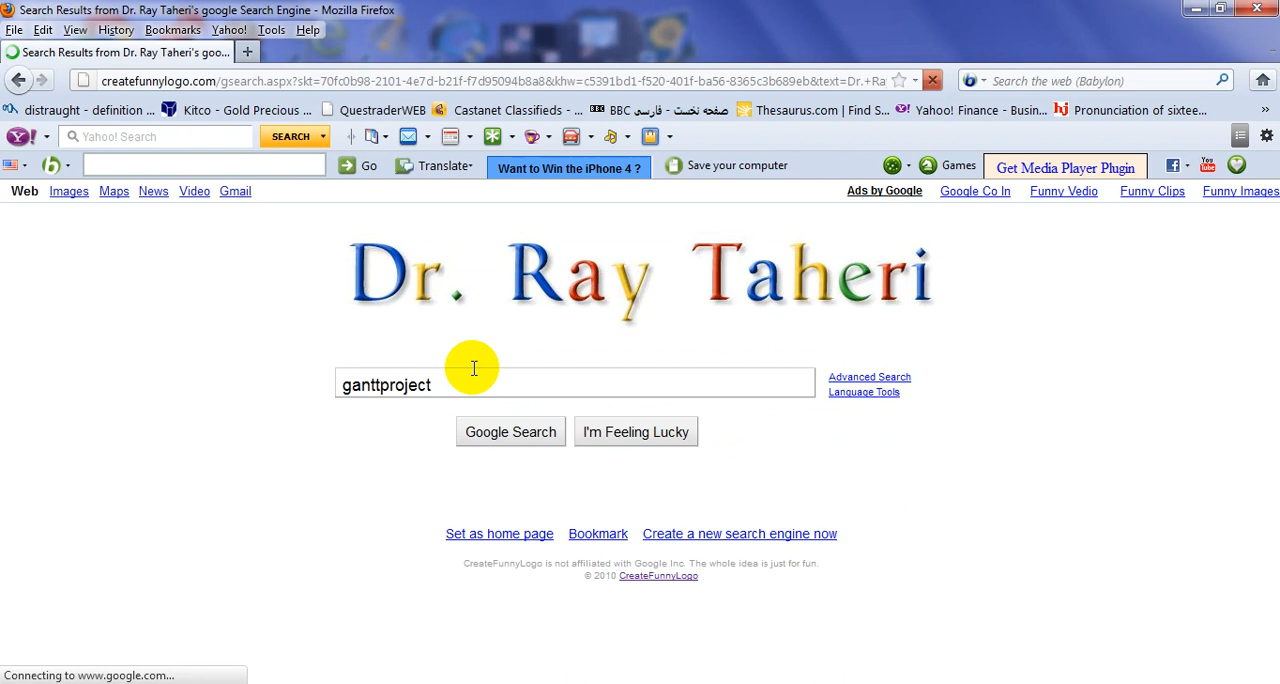 Search Results from Dr. Ray Taheri's google Search Engine - Mozilla Firefox
File Edit View History Bookmarks Yahoo! Tools Help
Search Results from Dr. Ray Taheri's goo...
createfunnylogo.com/gsearch.aspx?skt=70fc0b98-2101-4e7d-b21f-f7d95094b8a8&khw=c5391bd1-f520-401f-ba56-8365c3b689eb&text=Dr.+Ra Search the web (Babylon)
distraught - definition ... Kitco - Gold Precious ... QuestraderWEB Castanet Classifieds - ... BBC BBC صفحه نخست - فارسی Thesaurus.com | Find S... Yahoo! Finance - Busin... hj Pronunciation of sixtee... »
Y! Yahoo! Search SEARCH
Go Translate Want to Win the iPhone 4 ? Save your computer Games Get Media Player Plugin You Tube
Web Images Maps News Video Gmail Ads by Google Google Co In Funny Vedio Funny Clips Funny Images
Dr. Ray Taheri
ganttproject
Advanced Search
Language Tools
Google Search I'm Feeling Lucky
Set as home page Bookmark Create a new search engine now
CreateFunnyLogo is not affiliated with Google Inc. The whole idea is just for fun.
© 2010 CreateFunnyLogo
Connecting to www.google.com...